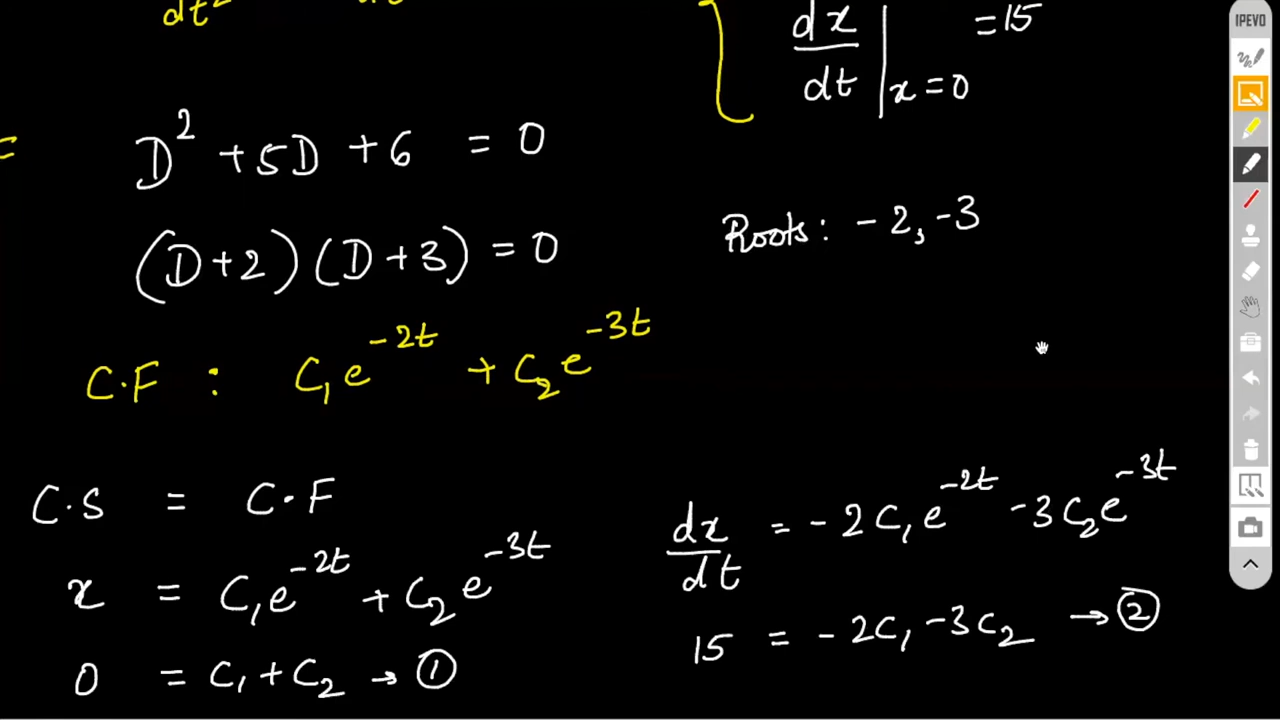 dt²
dx/dt | x=0 =15
=
D² +5D +6 = 0
(D+2)(D+3) = 0
Roots: -2, -3
C.F : C₁e^-2t + C₂e^-3t
C.S = C.F
x = C₁e^-2t + C₂e^-3t
0 = C₁+C₂ → ①
dx/dt = -2C₁e^-2t -3C₂e^-3t
15 = -2C₁ -3C₂ → ②
IPEVO